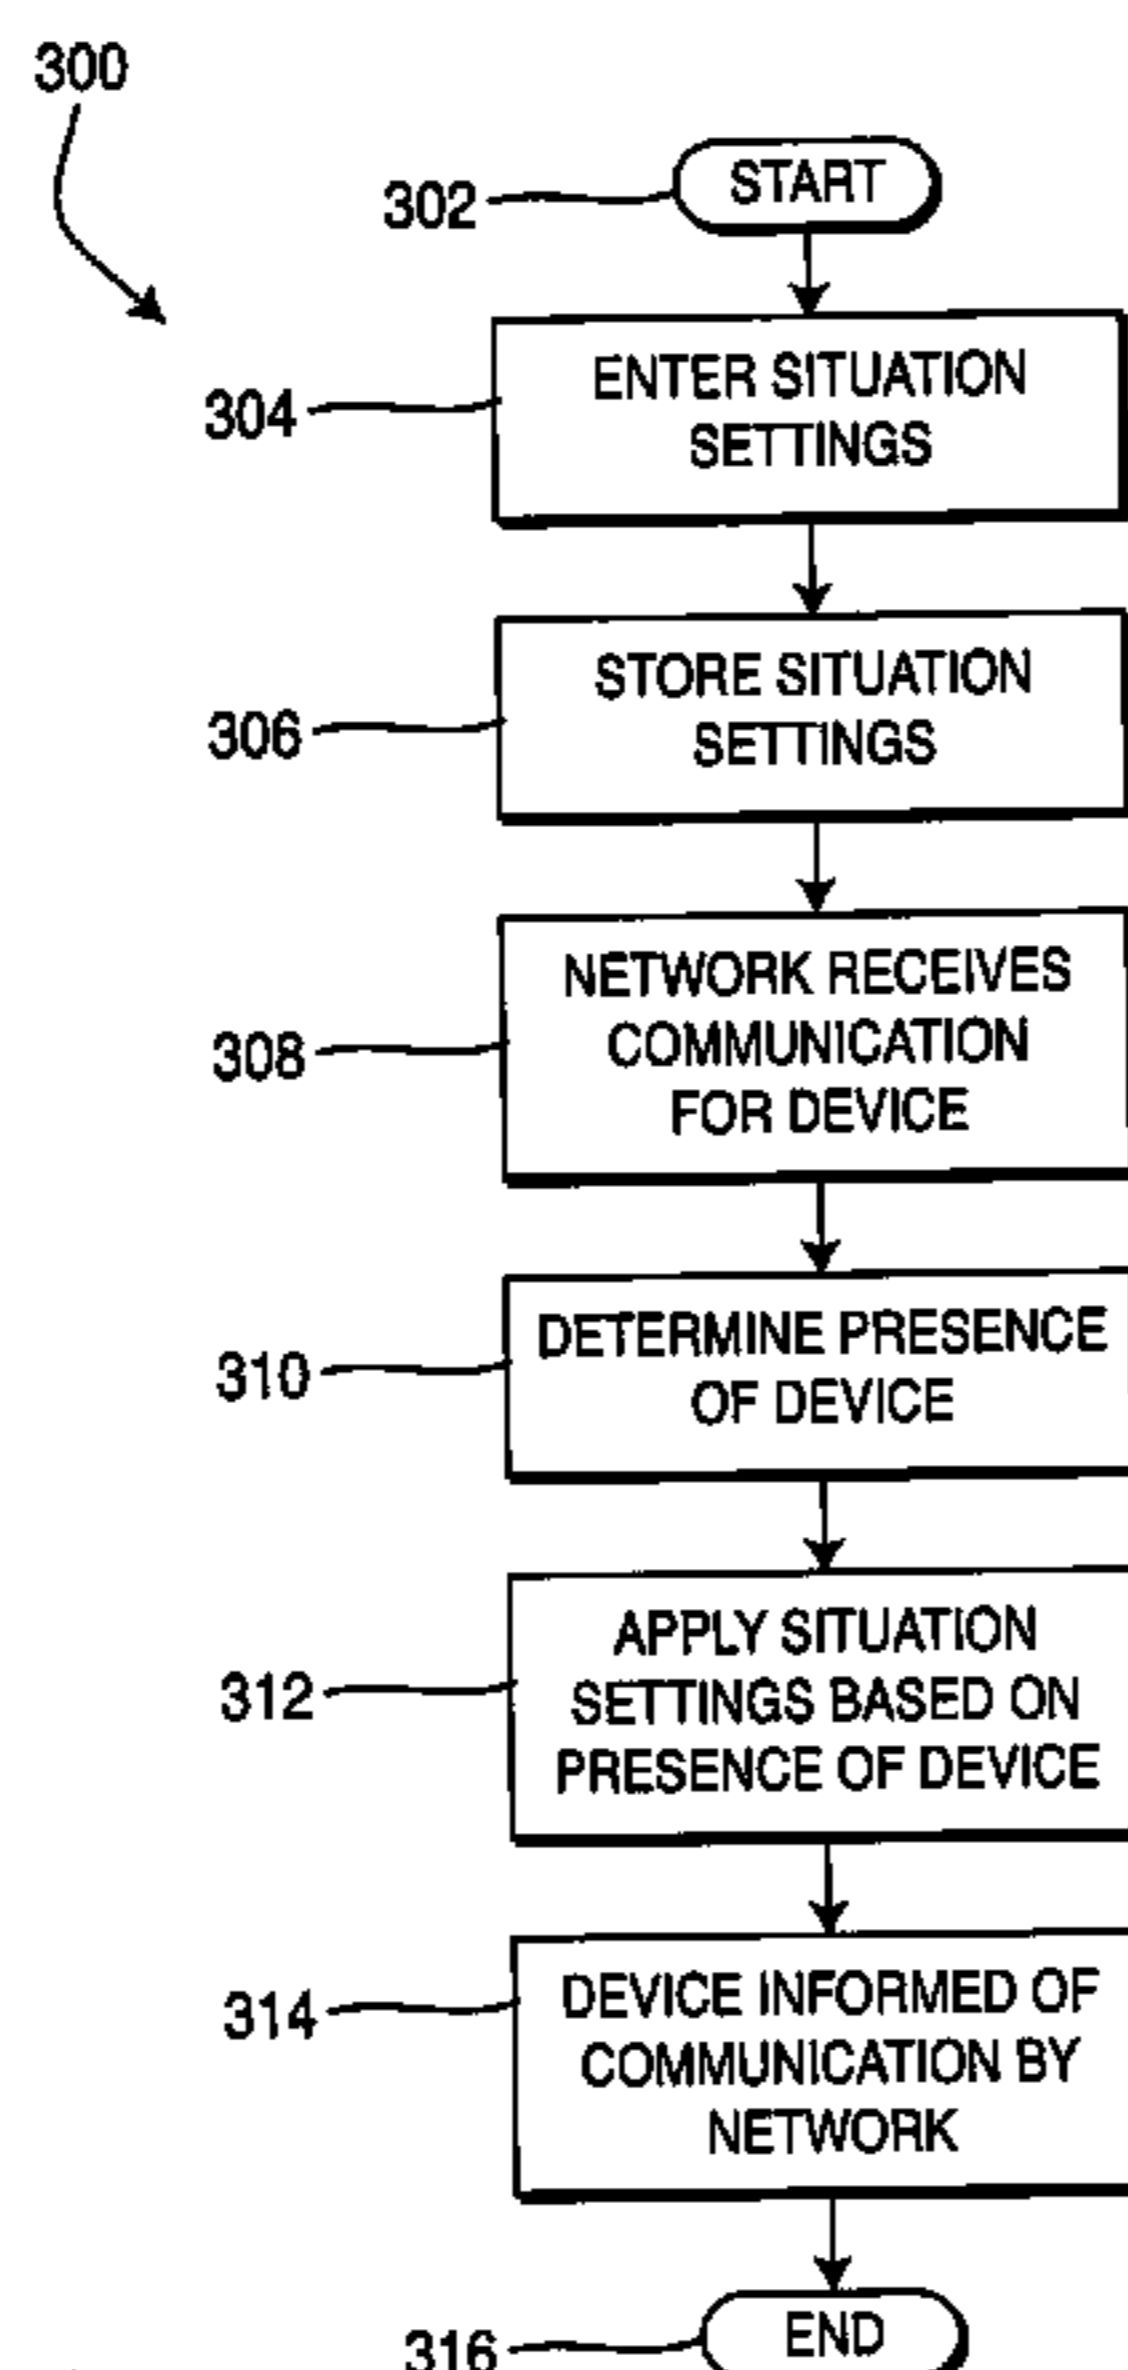 300
302
START
304
ENTER SITUATION
SETTINGS
306
STORE SITUATION
SETTINGS
308
NETWORK RECEIVES
COMMUNICATION
FOR DEVICE
310
DETERMINE PRESENCE
OF DEVICE
312
APPLY SITUATION
SETTINGS BASED ON
PRESENCE OF DEVICE
314
DEVICE INFORMED OF
COMMUNICATION BY
NETWORK
316
END